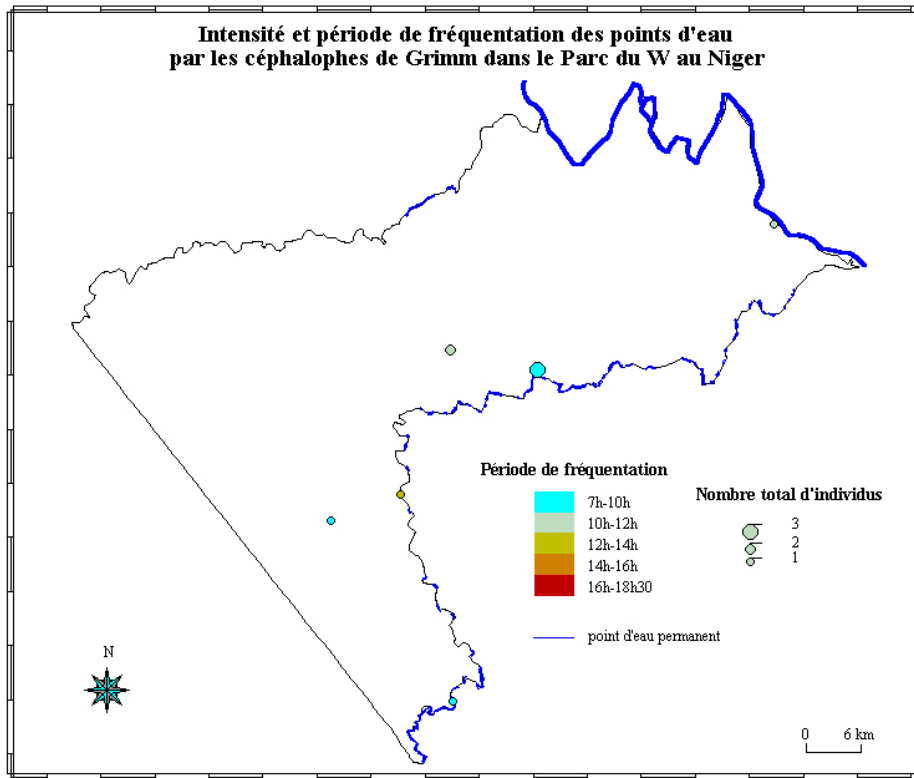 Intensité et période de fréquentation des points d'eau
par les céphalophes de Grimm dans le Parc du W au Niger
Période de fréquentation
7h-10h
10h-12h
12h-14h
14h-16h
16h-18h30
point d'eau permanent
Nombre total d'individus
3
2
1
N
0 6 km